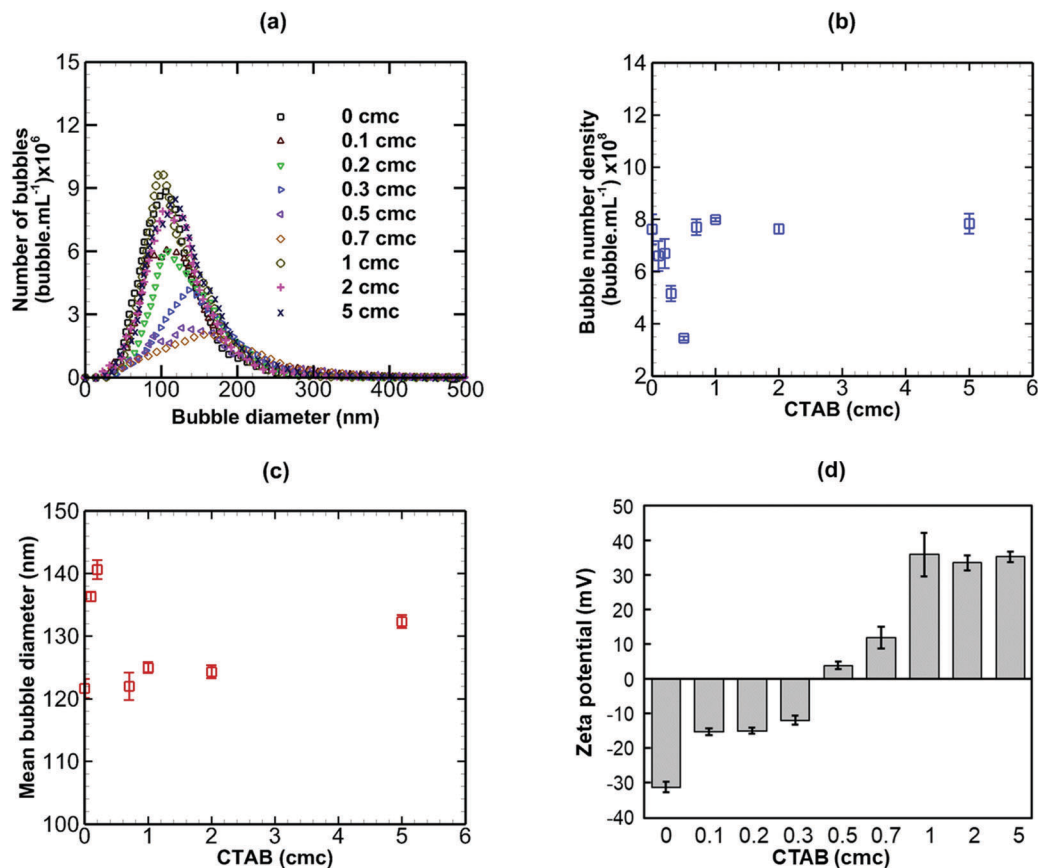 (a)
15
12
9
6
3
0
0
100
200
300
400
500
Number of bubbles
(bubble.mL⁻¹)x10⁶
Bubble diameter (nm)
0 cmc
0.1 cmc
0.2 cmc
0.3 cmc
0.5 cmc
0.7 cmc
1 cmc
2 cmc
5 cmc
(b)
14
12
10
8
6
4
2
0
1
2
3
4
5
6
Bubble number density
(bubble.mL⁻¹) x10⁸
CTAB (cmc)
(c)
150
140
130
120
110
100
0
1
2
3
4
5
6
Mean bubble diameter (nm)
CTAB (cmc)
(d)
50
40
30
20
10
0
-10
-20
-30
-40
0
0.1
0.2
0.3
0.5
0.7
1
2
5
Zeta potential (mV)
CTAB (cmc)